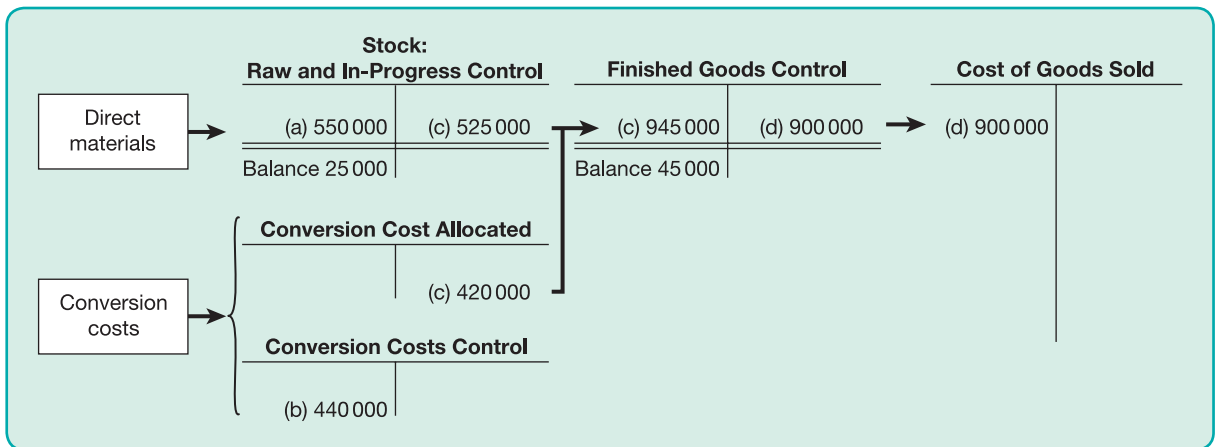 Stock:
Raw and In-Progress Control
Finished Goods Control
Cost of Goods Sold
Direct
materials
(a) 550 000
(c) 525 000
(c) 945 000
(d) 900 000
(d) 900 000
Balance 25 000
Balance 45 000
Conversion Cost Allocated
(c) 420 000
Conversion
costs
Conversion Costs Control
(b) 440 000